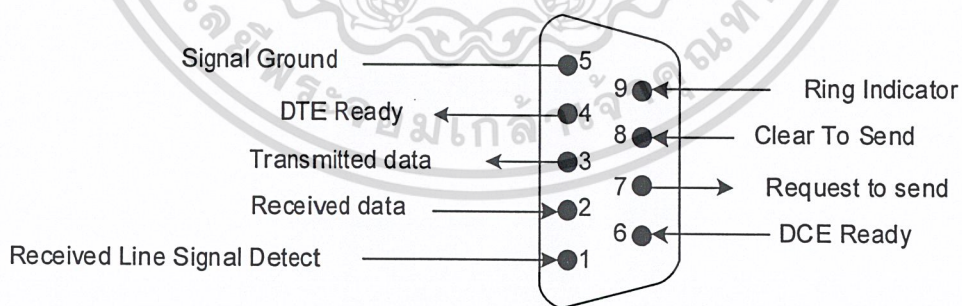 Signal Ground
5
9
Ring Indicator
DTE Ready
4
8
Clear To Send
Transmitted data
3
7
Request to send
Received data
2
6
DCE Ready
Received Line Signal Detect
1